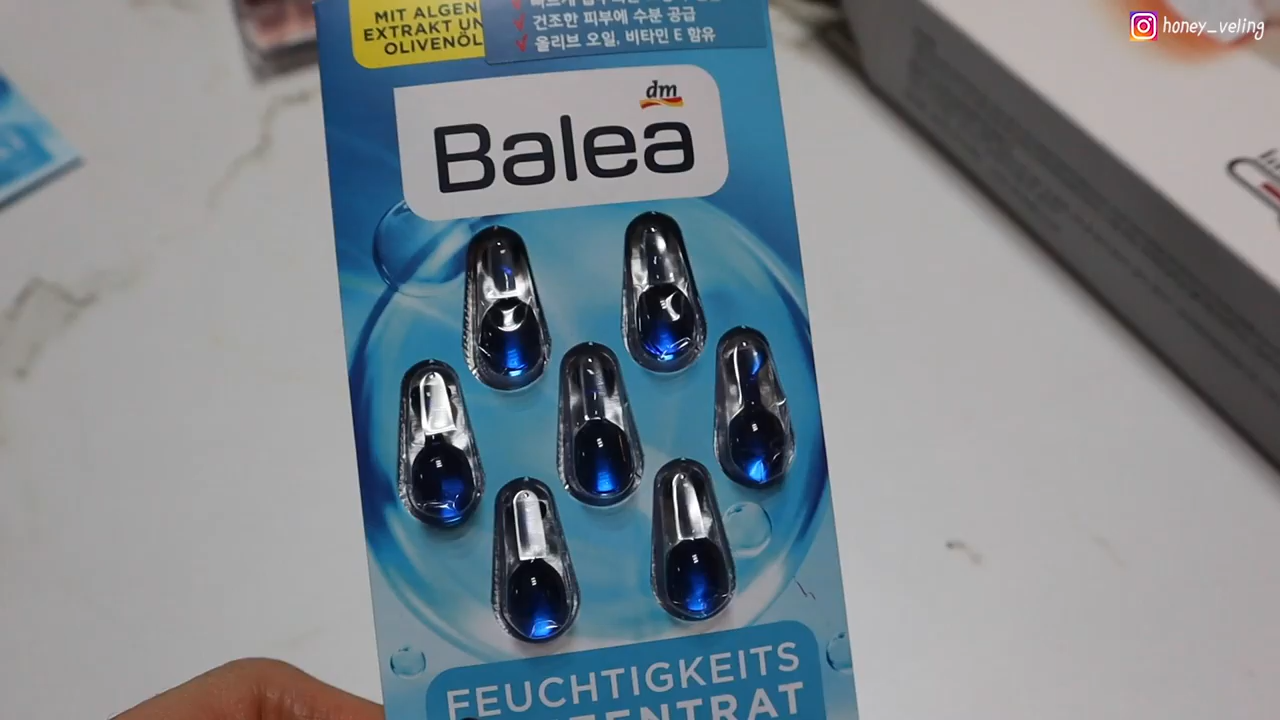 honey_veling
MIT ALGEN
EXTRAKT UN
OLIVENÖL
✓ 건조한 피부에 수분 공급
✓ 올리브 오일, 비타민 E 함유
dm
Balea
FEUCHTIGKEITS